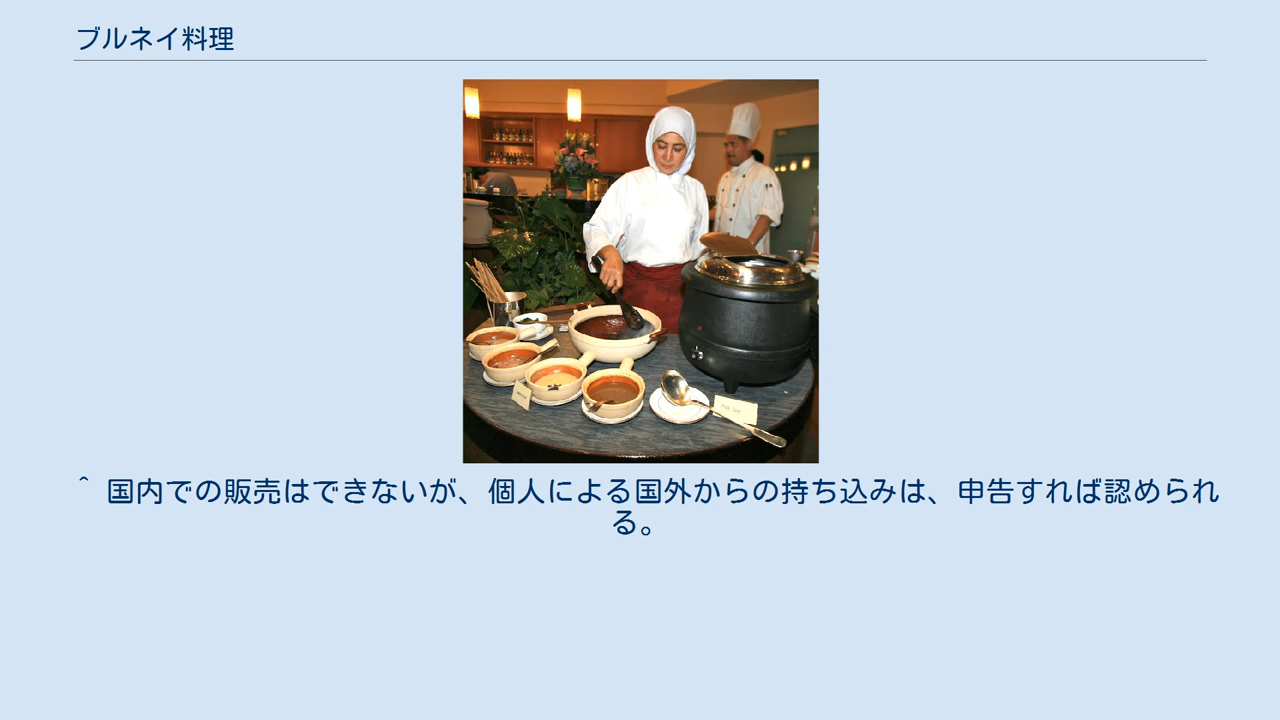 ブルネイ料理
^ 国内での販売はできないが、個人による国外からの持ち込みは、申告すれば認められ
る。